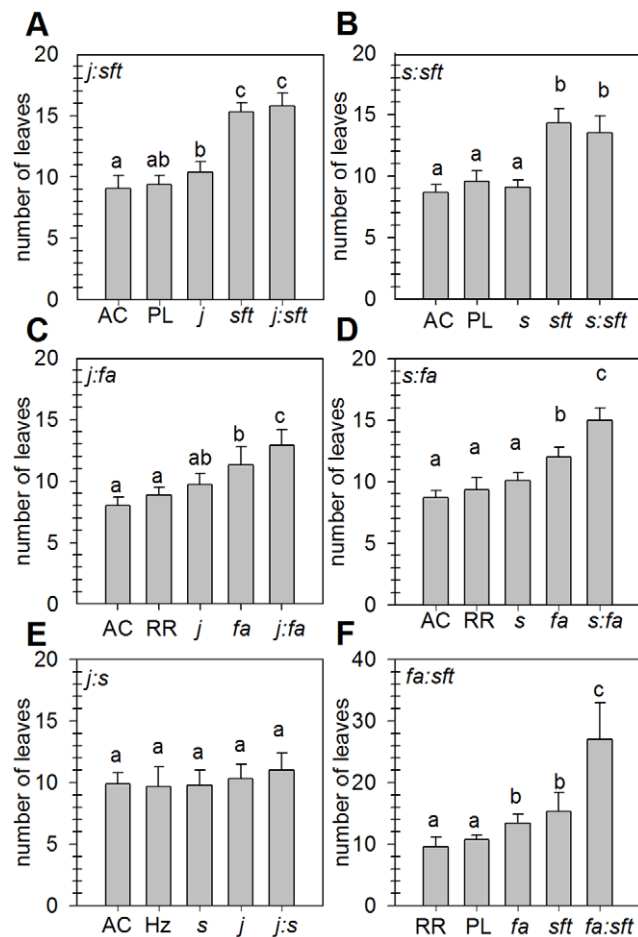 A
j:sft
number of leaves
20
15
10
5
0
a ab b c c
AC PL j sft j:sft
B
s:sft
number of leaves
20
15
10
5
0
a a a b b
AC PL s sft s:sft
C
j:fa
number of leaves
20
15
10
5
0
a a ab b c
AC RR j fa j:fa
D
s:fa
number of leaves
20
15
10
5
0
a a a b c
AC RR s fa s:fa
E
j:s
number of leaves
20
15
10
5
0
a a a a a
AC Hz s j j:s
F
fa:sft
number of leaves
40
30
20
10
0
a a b b c
RR PL fa sft fa:sft